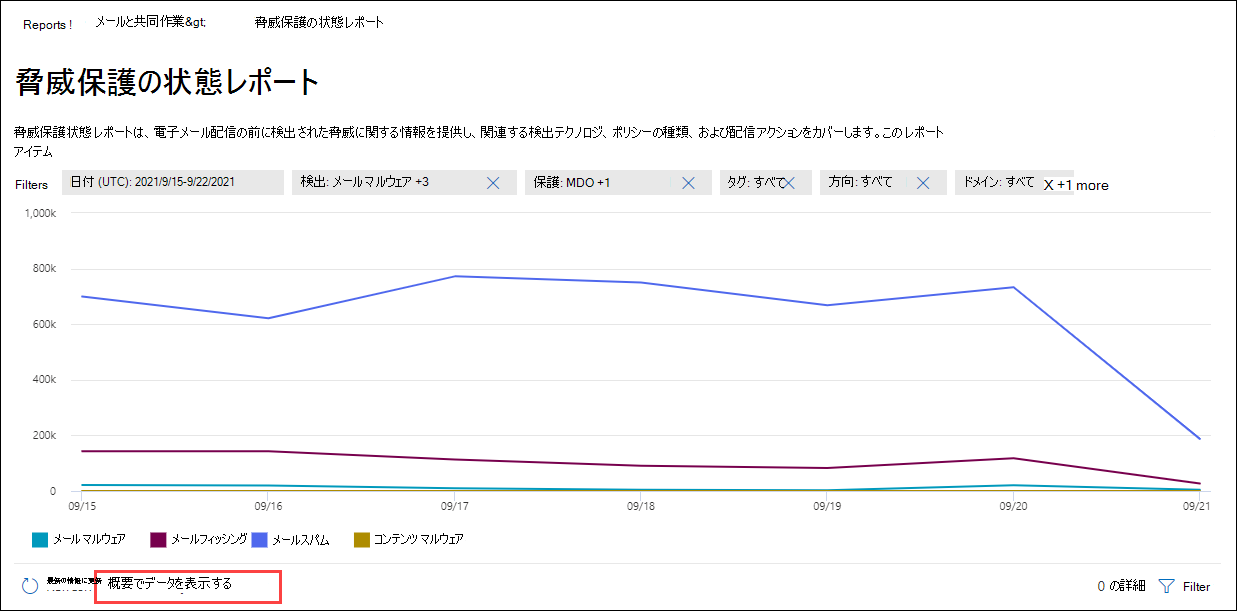 Reports ! メールと共同作業&gt; 脅威保護の状態レポート
脅威保護の状態レポート
脅威保護状態レポートは、電子メール配信の前に検出された脅威に関する情報を提供し、関連する検出テクノロジ、ポリシーの種類、および配信アクションをカバーします。このレポート
アイテム
Filters 日付 (UTC): 2021/9/15-9/22/2021 検出: メール マルウェア +3 保護: MDO +1 タグ: すべて 方向: すべて ドメイン: すべて X +1 more
1,000k
800k
600k
400k
200k
0
09/15 09/16 09/17 09/18 09/19 09/20 09/21
メール マルウェア メールフィッシング メールスパム コンテンツ マルウェア
最新の情報に更新 概要でデータを表示する 0 の詳細 Filter